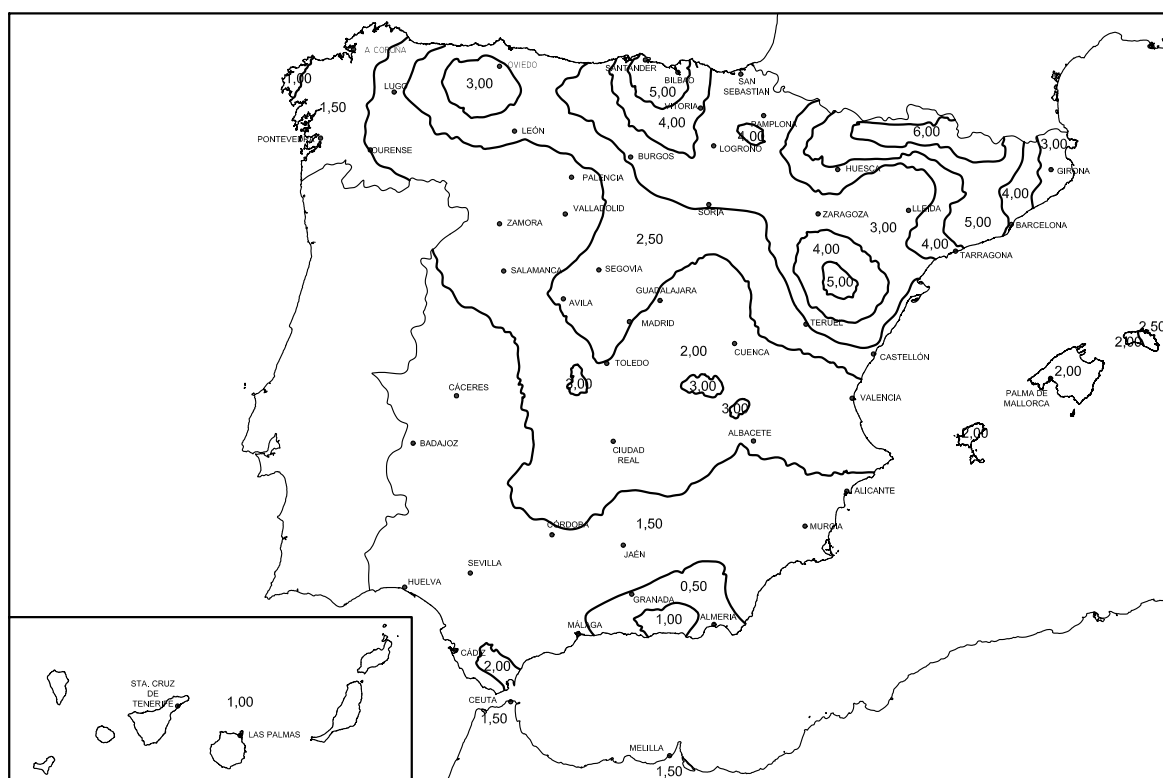 A CORUÑA
OVIEDO
SANTANDER
BILBAO
SAN
SEBASTIAN
1,00
LUGO
3,00
5,00
1,50
VITORIA
4,00
PAMPLONA
6,00
PONTEVEDRA
LEÓN
4,00
3,00
OURENSE
BURGOS
LOGROÑO
HUESCA
GIRONA
PALENCIA
4,00
VALLADOLID
SORIA
ZARAGOZA
LLEIDA
ZAMORA
3,00
5,00
BARCELONA
2,50
4,00
4,00
TARRAGONA
SALAMANCA
SEGOVIA
5,00
AVILA
GUADALAJARA
MADRID
TERUEL
2,50
2,00
2,00
CUENCA
CASTELLÓN
TOLEDO
2,00
3,00
3,00
CÁCERES
PALMA DE
MALLORCA
VALENCIA
3,00
BADAJOZ
CIUDAD
REAL
ALBACETE
2,00
ALICANTE
CÓRDOBA
1,50
MURCIA
JAÉN
SEVILLA
HUELVA
0,50
GRANADA
1,00
MÁLAGA
ALMERIA
CÁDIZ
2,00
STA. CRUZ
DE
TENERIFE
1,00
CEUTA
1,50
LAS PALMAS
MELILLA
1,50